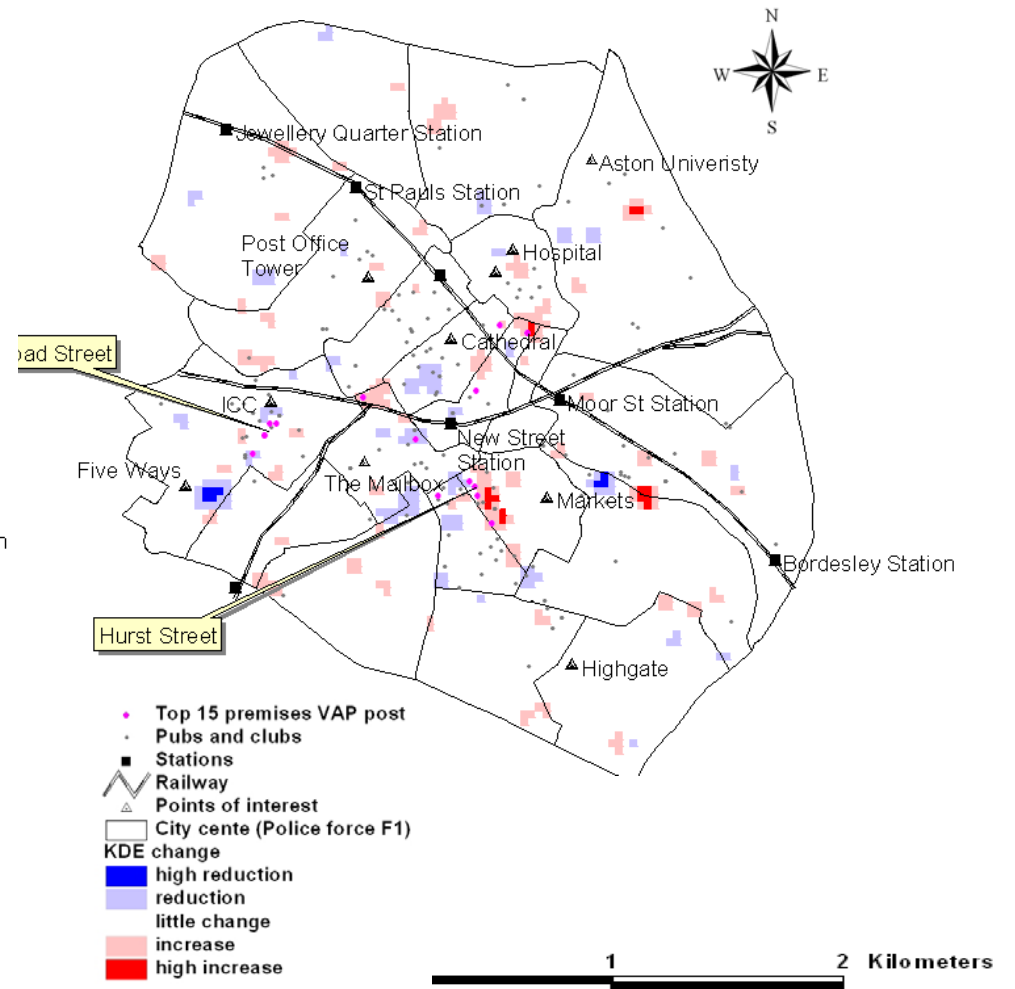 N
W
E
S
Jewellery Quarter Station
Aston Univeristy
St Pauls Station
Post Office
Tower
Hospital
oad Street
Cathedral
ICC
Moor St Station
New Street
Station
Five Ways
The Mailbox
Markets
n
Bordesley Station
Hurst Street
Highgate
Top 15 premises VAP post
Pubs and clubs
Stations
Railway
Points of interest
City cente (Police force F1)
KDE change
high reduction
reduction
little change
increase
high increase
1
2 Kilometers